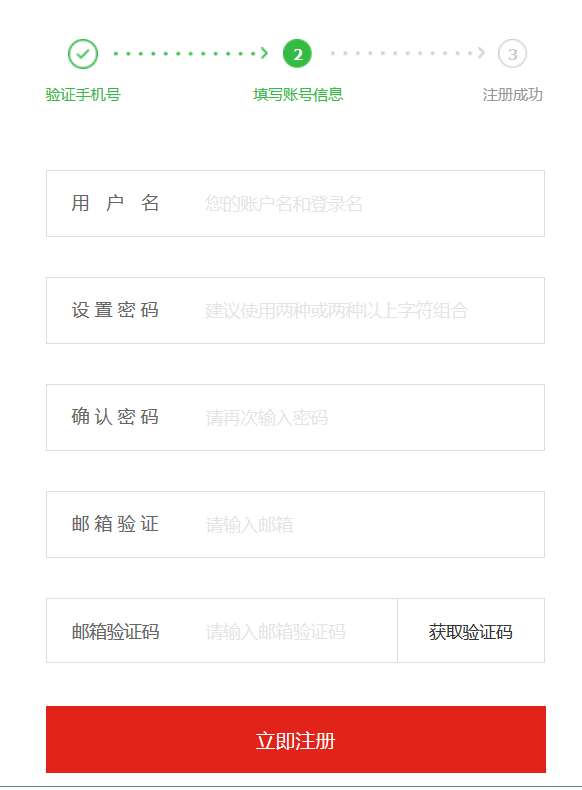 2 3
验证手机号 填写账号信息 注册成功
用 户 名 您的账户名和登录名
设置密码 建议使用两种或两种以上字符组合
确认密码 请再次输入密码
邮箱验证 请输入邮箱
邮箱验证码 请输入邮箱验证码 获取验证码
立即注册